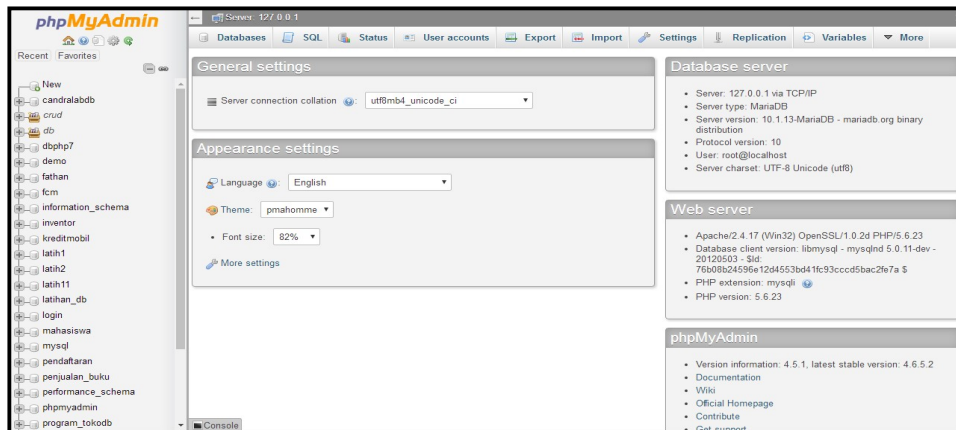 phpMyAdmin
Recent Favorites
New
candralabdb
crud
db
dbphp7
demo
fathan
fcm
information_schema
inventor
kreditmobil
latih1
latih2
latih11
latihan_db
login
mahasiswa
mysql
pendaftaran
penjualan_buku
performance_schema
phpmyadmin
program_tokodb
Server: 127.0.0.1
Databases SQL Status User accounts Export Import Settings Replication Variables More
General settings
Server connection collation : utf8mb4_unicode_ci
Appearance settings
Language : English
Theme: pmahomme
Font size: 82%
More settings
Console
Database server
Server: 127.0.0.1 via TCP/IP
Server type: MariaDB
Server version: 10.1.13-MariaDB - mariadb.org binary
distribution
Protocol version: 10
User: root@localhost
Server charset: UTF-8 Unicode (utf8)
Web server
Apache/2.4.17 (Win32) OpenSSL/1.0.2d PHP/5.6.23
Database client version: libmysql - mysqlnd 5.0.11-dev -
20120503 - $Id:
76b08b24596e12d4553bd41fc93cccd5bac2fe7a $
PHP extension: mysqli
PHP version: 5.6.23
phpMyAdmin
Version information: 4.5.1, latest stable version: 4.6.5.2
Documentation
Wiki
Official Homepage
Contribute
Get support